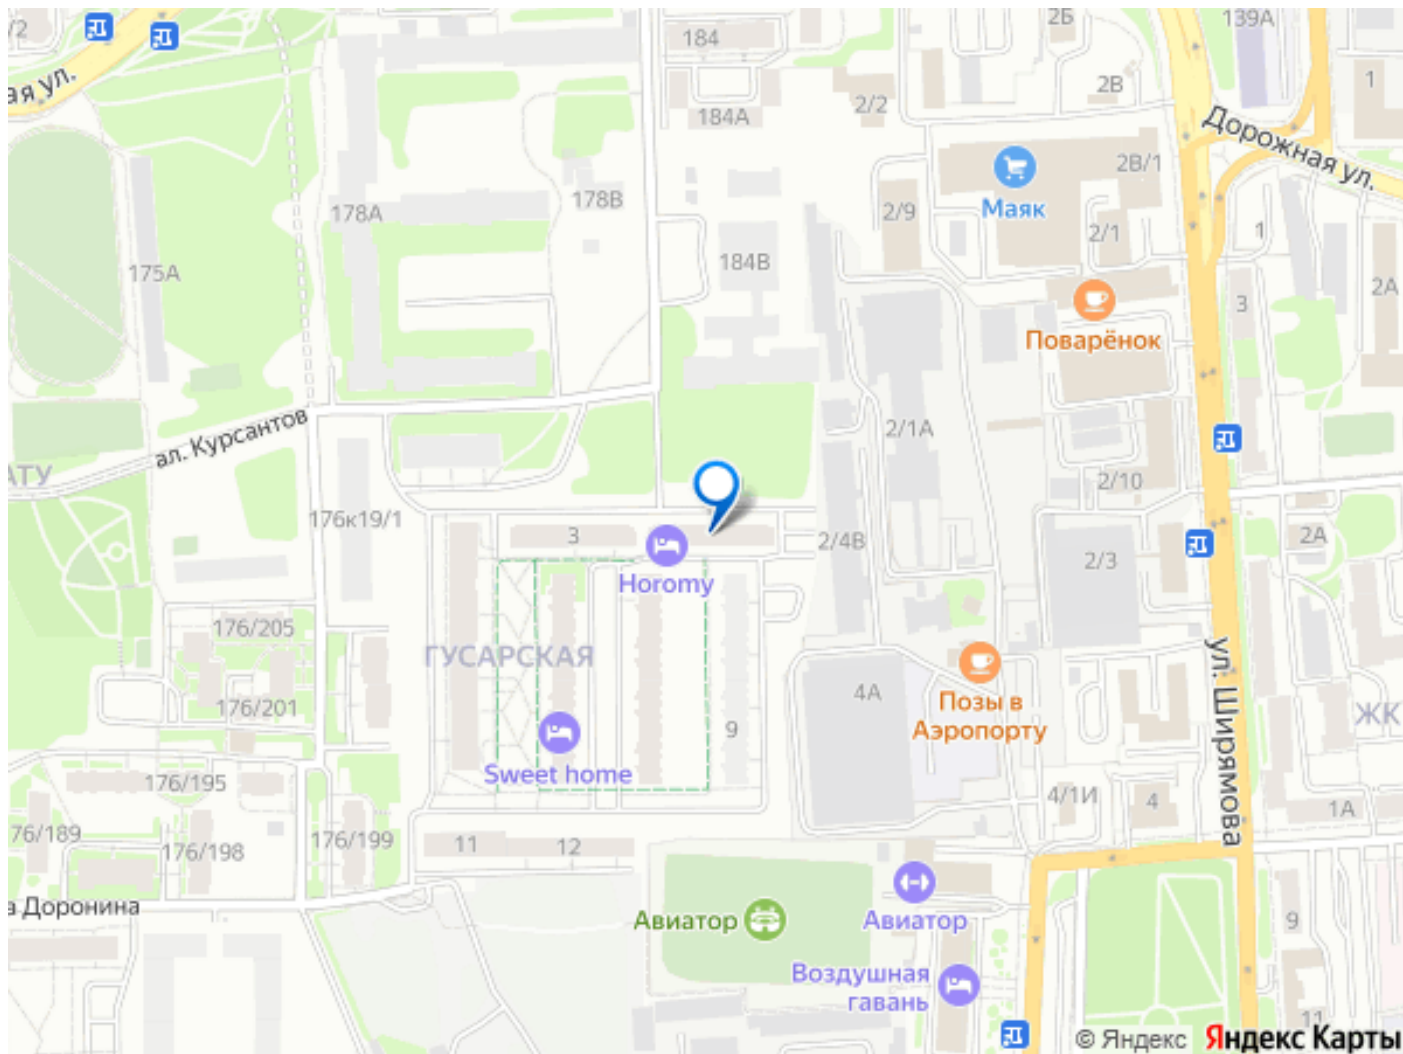 /2
184
2Б
139А
ая ул.
2В
1
2/2
184А
Дорожная ул.
2В/1
Маяк
178А
178В
2/9
2/1
1
175А
184В
2А
3
Поварёнок
ал. Курсантов
2/1А
АТУ
2/10
176к19/1
3
2/4В
2А
2/3
Horomy
176/205
ГУСАРСКАЯ
ул. Ширямова
4А
Позы в
Аэропорту
176/201
9
ЖК
Sweet home
176/195
4/1И
4
1А
76/189
176/198
176/199
11
12
а Доронина
Авиатор
Авиатор
9
Воздушная
гавань
11
© Яндекс Яндекс Карты